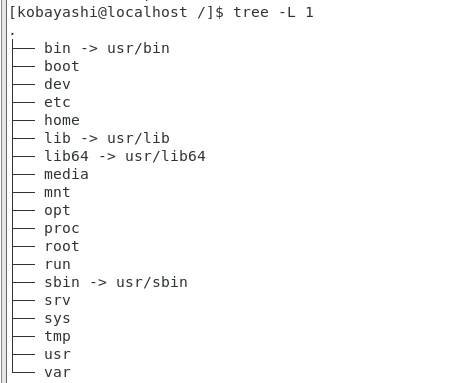 [kobayashi@localhost /]$ tree -L 1
.
├── bin -> usr/bin
├── boot
├── dev
├── etc
├── home
├── lib -> usr/lib
├── lib64 -> usr/lib64
├── media
├── mnt
├── opt
├── proc
├── root
├── run
├── sbin -> usr/sbin
├── srv
├── sys
├── tmp
├── usr
└── var